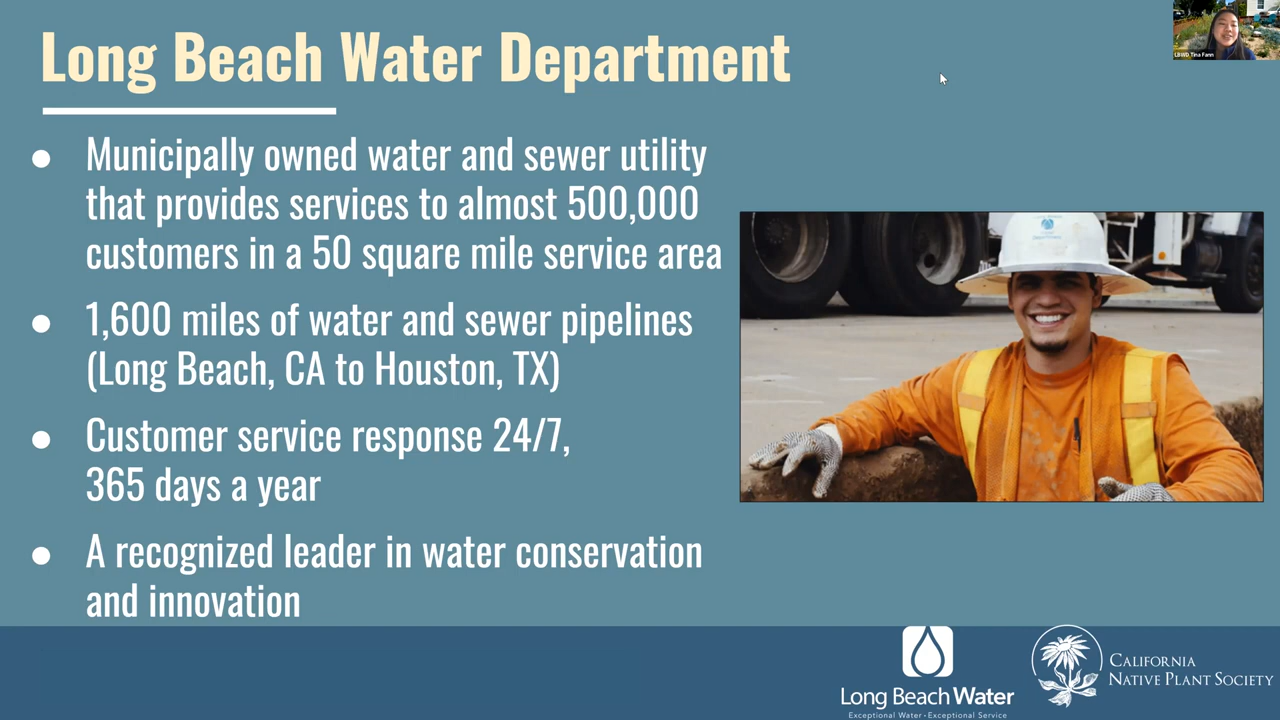 Long Beach Water Department
LBWD Tina Fann
● Municipally owned water and sewer utility
that provides services to almost 500,000
customers in a 50 square mile service area
● 1,600 miles of water and sewer pipelines
(Long Beach, CA to Houston, TX)
● Customer service response 24/7,
365 days a year
● A recognized leader in water conservation
and innovation
Long Beach Water
Exceptional Water - Exceptional Service
CALIFORNIA
NATIVE PLANT SOCIETY